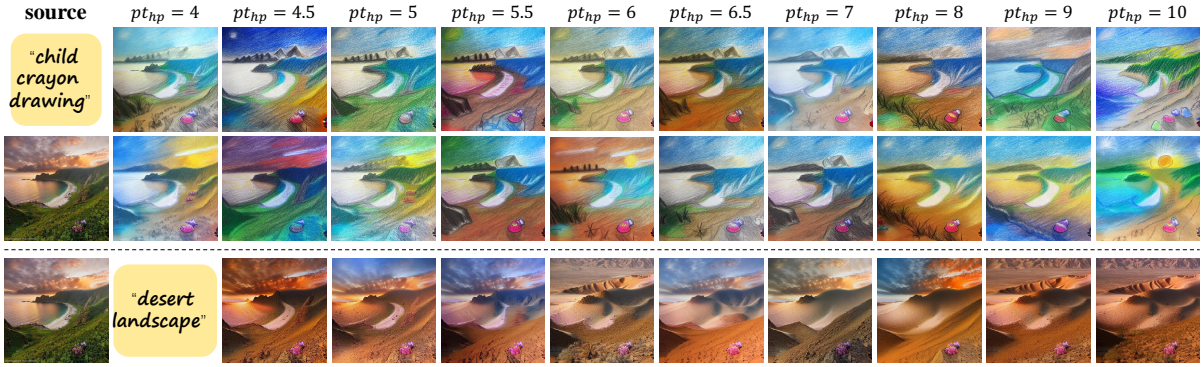 source pt_hp = 4 pt_hp = 4.5 pt_hp = 5 pt_hp = 5.5 pt_hp = 6 pt_hp = 6.5 pt_hp = 7 pt_hp = 8 pt_hp = 9 pt_hp = 10
“child
crayon
drawing”
“desert
landscape”